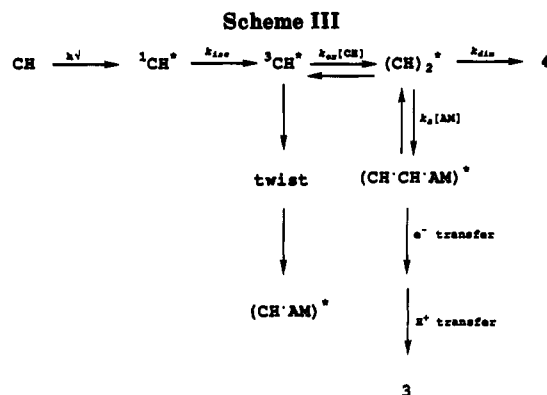 Scheme III
CH hν ¹CH* k_isc ³CH* k_ex[CH] (CH)₂* k_dim 4
k_s[AM]
twist (CH·CH·AM)*
e⁻ transfer
(CH·AM)* H⁺ transfer
3